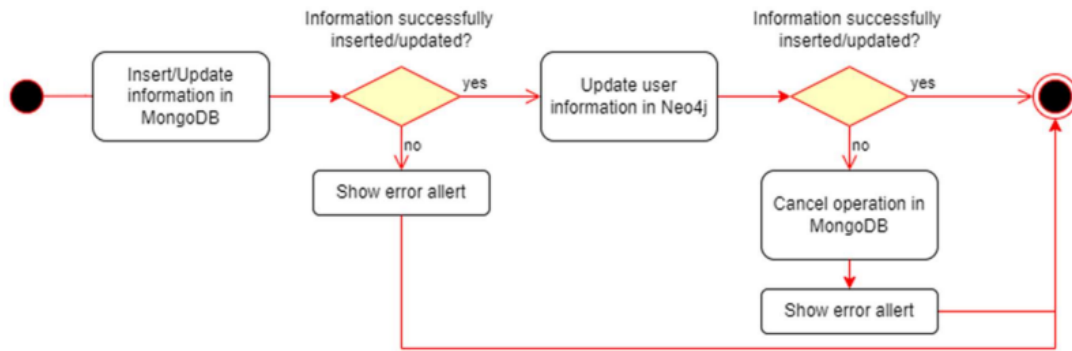 Information successfully
inserted/updated?
Information successfully
inserted/updated?
Insert/Update
information in
MongoDB
yes
Update user
information in Neo4j
yes
no
no
Show error allert
Cancel operation in
MongoDB
Show error allert